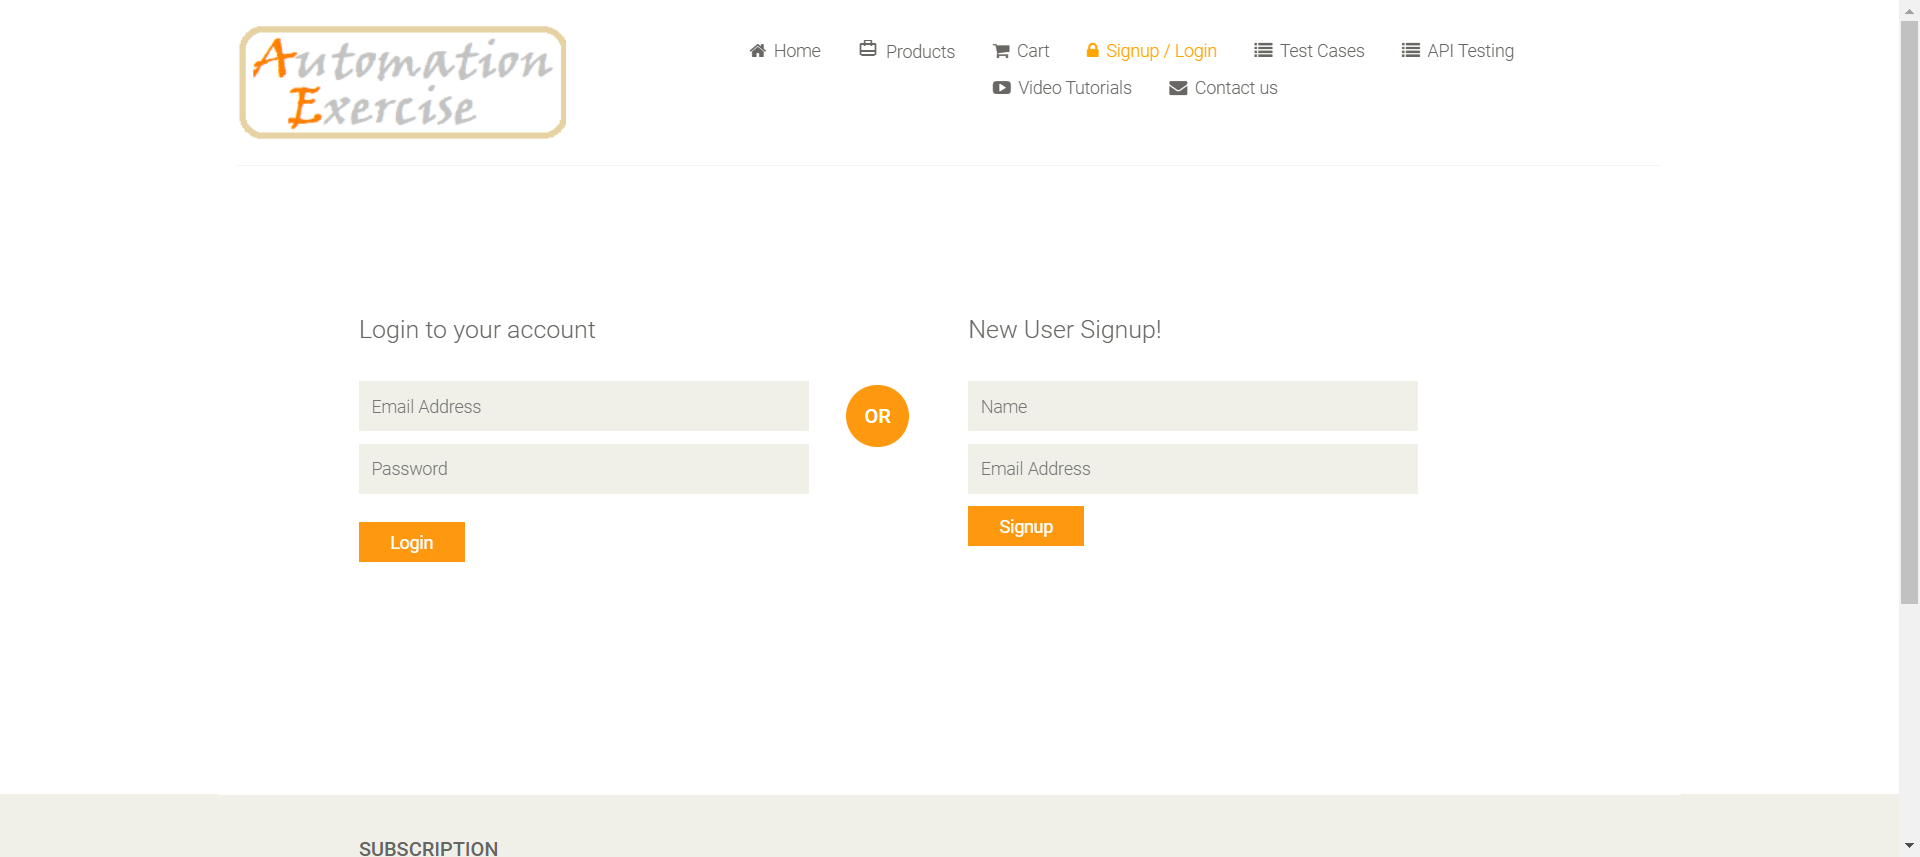 Automation
Exercise
Home
Products
Cart
Signup / Login
Test Cases
API Testing
Video Tutorials
Contact us
Login to your account
Email Address
Password
Login
OR
New User Signup!
Name
Email Address
Signup
SUBSCRIPTION